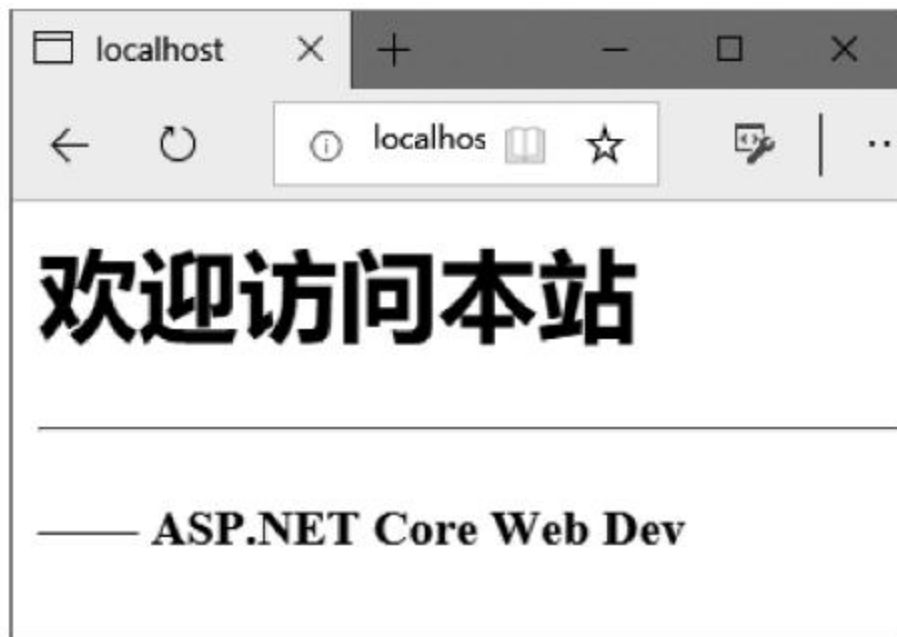 localhost
localhos
欢迎访问本站
—— ASP.NET Core Web Dev